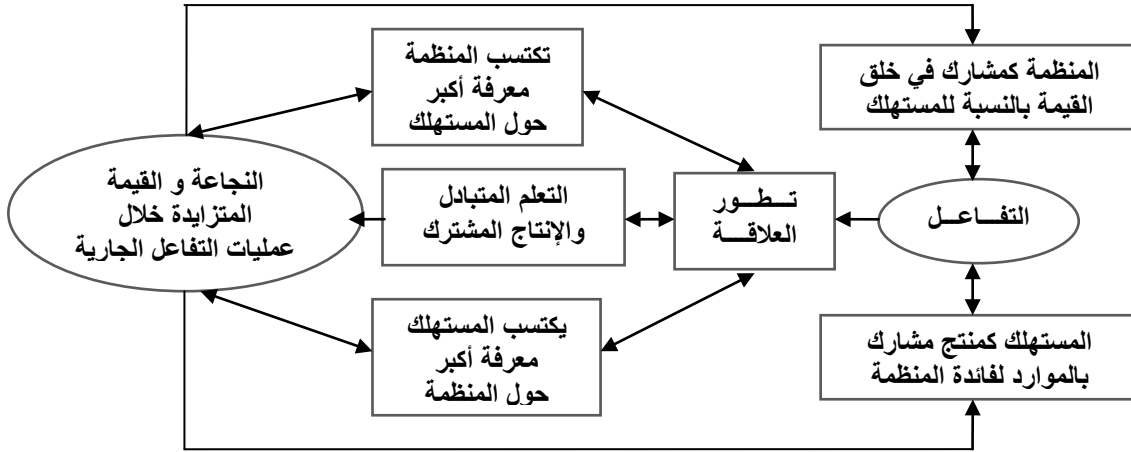 المنظمة كمشارك في خلق
القيمة بالنسبة للمستهلك
التفــاعــل
المستهلك كمنتج مشارك
بالموارد لفائدة المنظمة
تــطــور
العلاقــــة
تكتسب المنظمة
معرفة أكبر
حول المستهلك
التعلم المتبادل
والإنتاج المشترك
يكتسب المستهلك
معرفة أكبر
حول المنظمة
النجاعة و القيمة
المتزايدة خلال
عمليات التفاعل الجارية